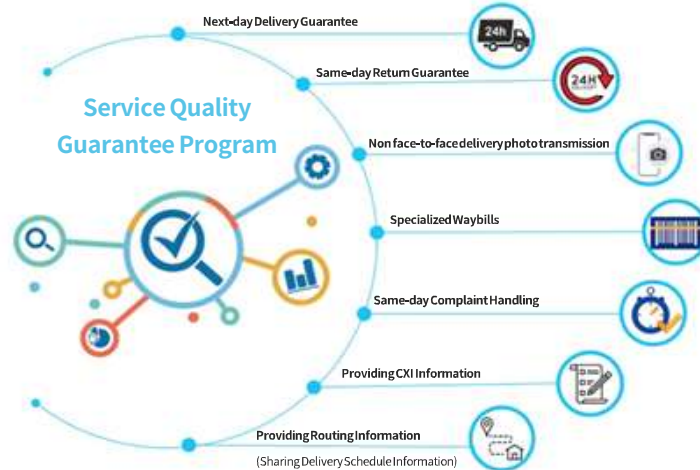 Next-day Delivery Guarantee
24h
Same-day Return Guarantee
24H
Service Quality
Guarantee Program
Non face-to-face delivery photo transmission
Specialized Waybills
Same-day Complaint Handling
Providing CXI Information
Providing Routing Information
(Sharing Delivery Schedule Information)